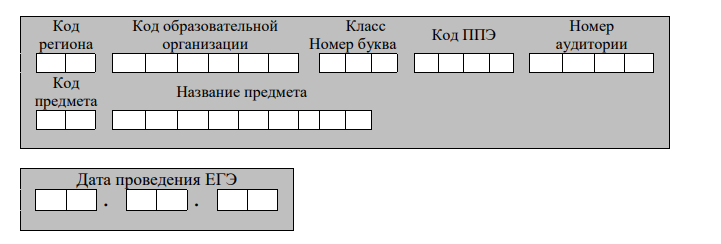 Код Код образовательной Класс Номер
региона организации Номер буква Код ППЭ аудитории
Код
предмета Название предмета
Дата проведения ЕГЭ
. .